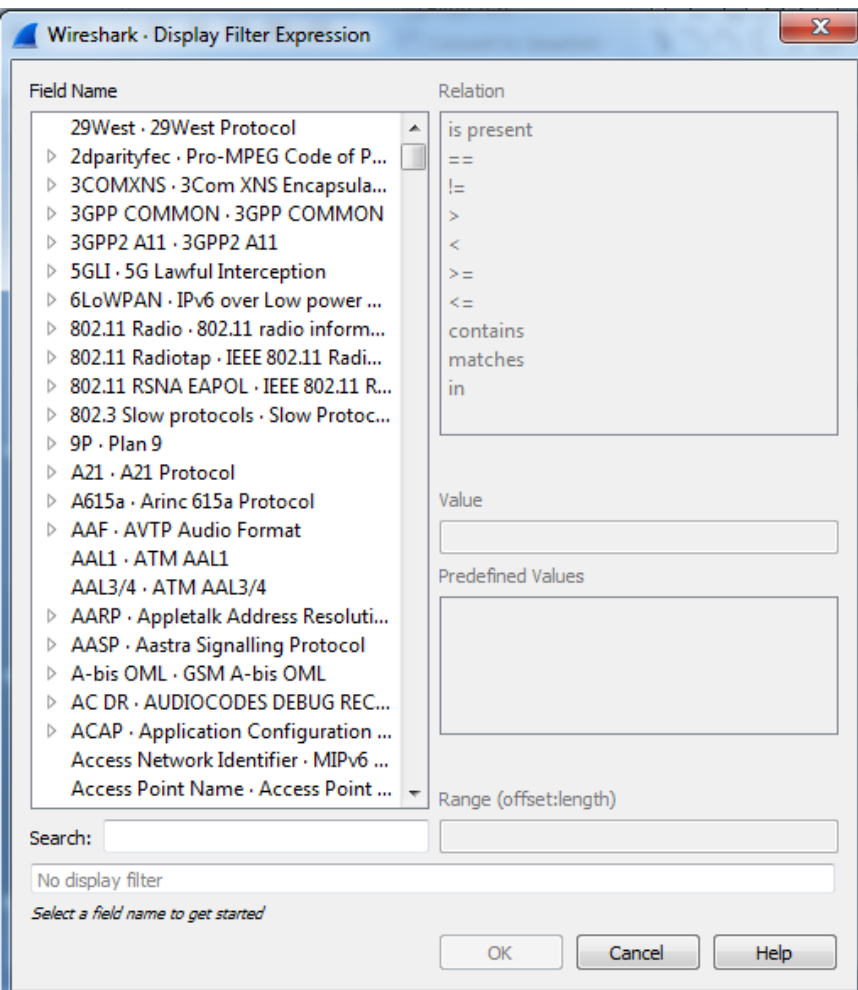 Wireshark · Display Filter Expression
Field Name
29West · 29West Protocol
2dparityfec · Pro-MPEG Code of P...
3COMXNS · 3Com XNS Encapsula...
3GPP COMMON · 3GPP COMMON
3GPP2 A11 · 3GPP2 A11
5GLI · 5G Lawful Interception
6LoWPAN · IPv6 over Low power ...
802.11 Radio · 802.11 radio inform...
802.11 Radiotap · IEEE 802.11 Radi...
802.11 RSNA EAPOL · IEEE 802.11 R...
802.3 Slow protocols · Slow Protoc...
9P · Plan 9
A21 · A21 Protocol
A615a · Arinc 615a Protocol
AAF · AVTP Audio Format
AAL1 · ATM AAL1
AAL3/4 · ATM AAL3/4
AARP · Appletalk Address Resoluti...
AASP · Aastra Signalling Protocol
A-bis OML · GSM A-bis OML
AC DR · AUDIOCODES DEBUG REC...
ACAP · Application Configuration ...
Access Network Identifier · MIPv6 ...
Access Point Name · Access Point ...
Search:
Relation
is present
==
!=
>
<
>=
<=
contains
matches
in
Value
Predefined Values
Range (offset:length)
No display filter
Select a field name to get started
OK Cancel Help